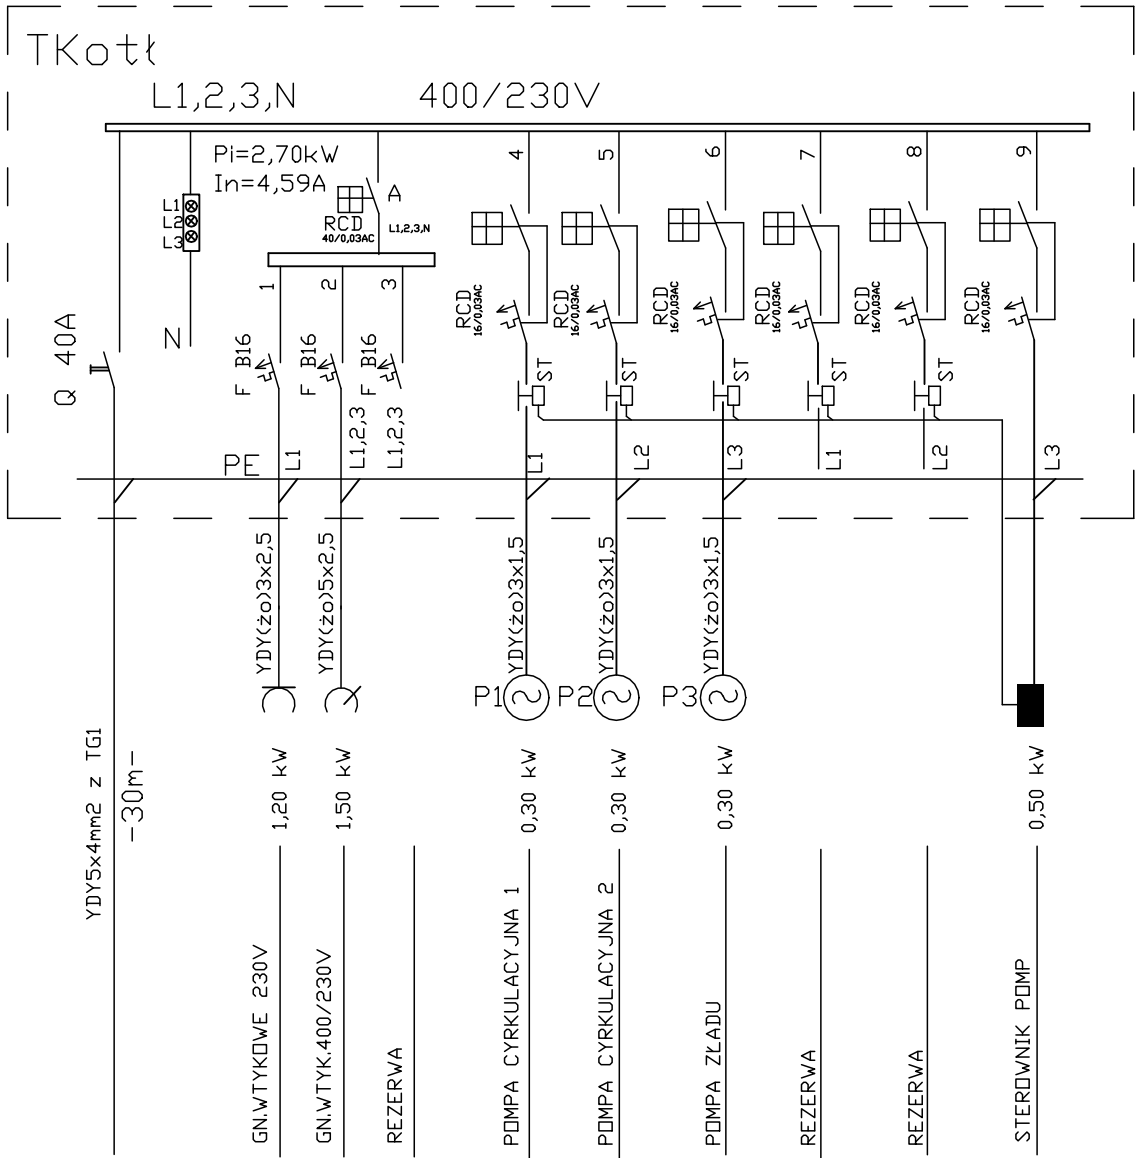 TKotł
L1,2,3,N
400/230V
Pi=2,70kW
In=4,59A
L1
L2
L3
N
A
RCD
40/0,03AC
L1,2,3,N
1
2
3
4
5
6
7
8
9
RCD
16/0,03AC
RCD
16/0,03AC
RCD
16/0,03AC
RCD
16/0,03AC
RCD
16/0,03AC
RCD
16/0,03AC
Q 40A
F B16
F B16
F B16
ST
ST
ST
ST
ST
PE
L1
L1,2,3
L1,2,3
L1
L2
L3
L1
L2
L3
YDY(żo)3x2,5
YDY(żo)5x2,5
YDY(żo)3x1,5
YDY(żo)3x1,5
YDY(żo)3x1,5
P1
P2
P3
YDY5x4mm2 z TG1
-30m-
1,20 kW
1,50 kW
0,30 kW
0,30 kW
0,30 kW
0,50 kW
GN.WTYKOWE 230V
GN.WTYK.400/230V
REZERWA
POMPA CYRKULACYJNA 1
POMPA CYRKULACYJNA 2
POMPA ZŁADU
REZERWA
REZERWA
STEROWNIK POMP